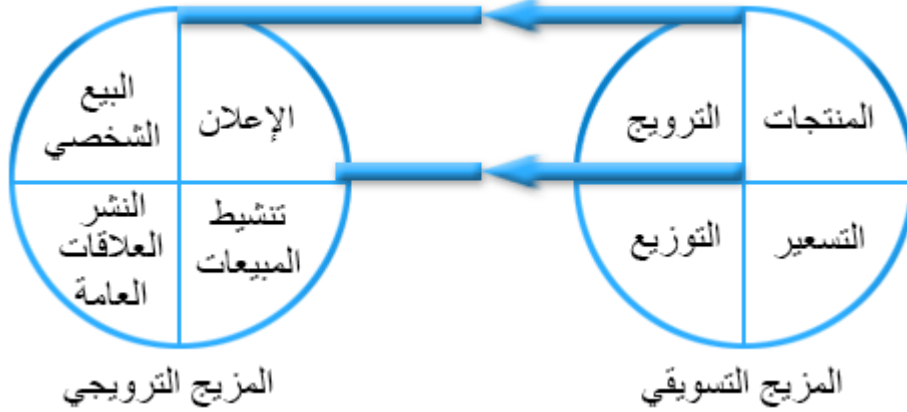 المنتجات
الترويج
التسعير
التوزيع
المزيج التسويقي
الإعلان
البيع
الشخصي
تنشيط
المبيعات
النشر
العلاقات
العامة
المزيج الترويجي